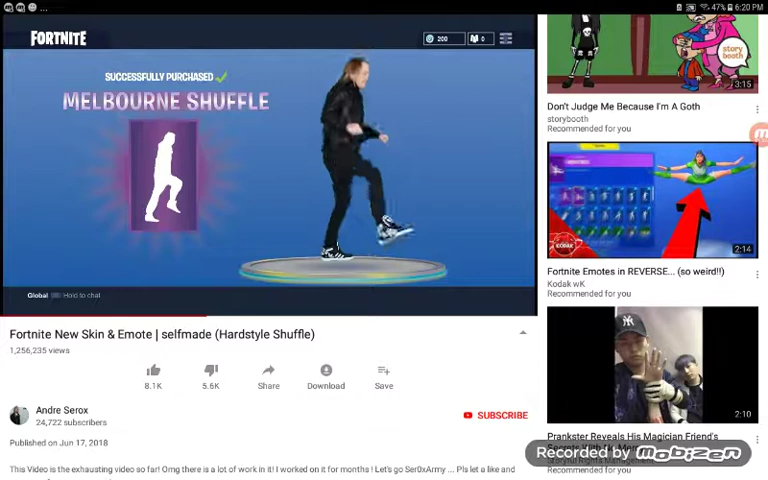 47% 6:20 PM
FORTNITE
200
0
SUCCESSFULLY PURCHASED
MELBOURNE SHUFFLE
Global
Hold to chat
Fortnite New Skin & Emote | selfmade (Hardstyle Shuffle)
1,256,235 views
8.1K
5.6K
Share
Download
Save
Andre Serox
24,722 subscribers
SUBSCRIBE
Published on Jun 17, 2018
This Video is the exhausting video so far! Omg there is a lot of work in it! I worked on it for months ! Let's go Ser0xArmy ... Pls let a like and
story
booth
3:15
Don't Judge Me Because I'm A Goth
storybooth
Recommended for you
KODAK
2:14
Fortnite Emotes in REVERSE... (so weird!!)
Kodak wK
Recommended for you
NY
2:10
Prankster Reveals His Magician Friend's
Recorded by mobizen